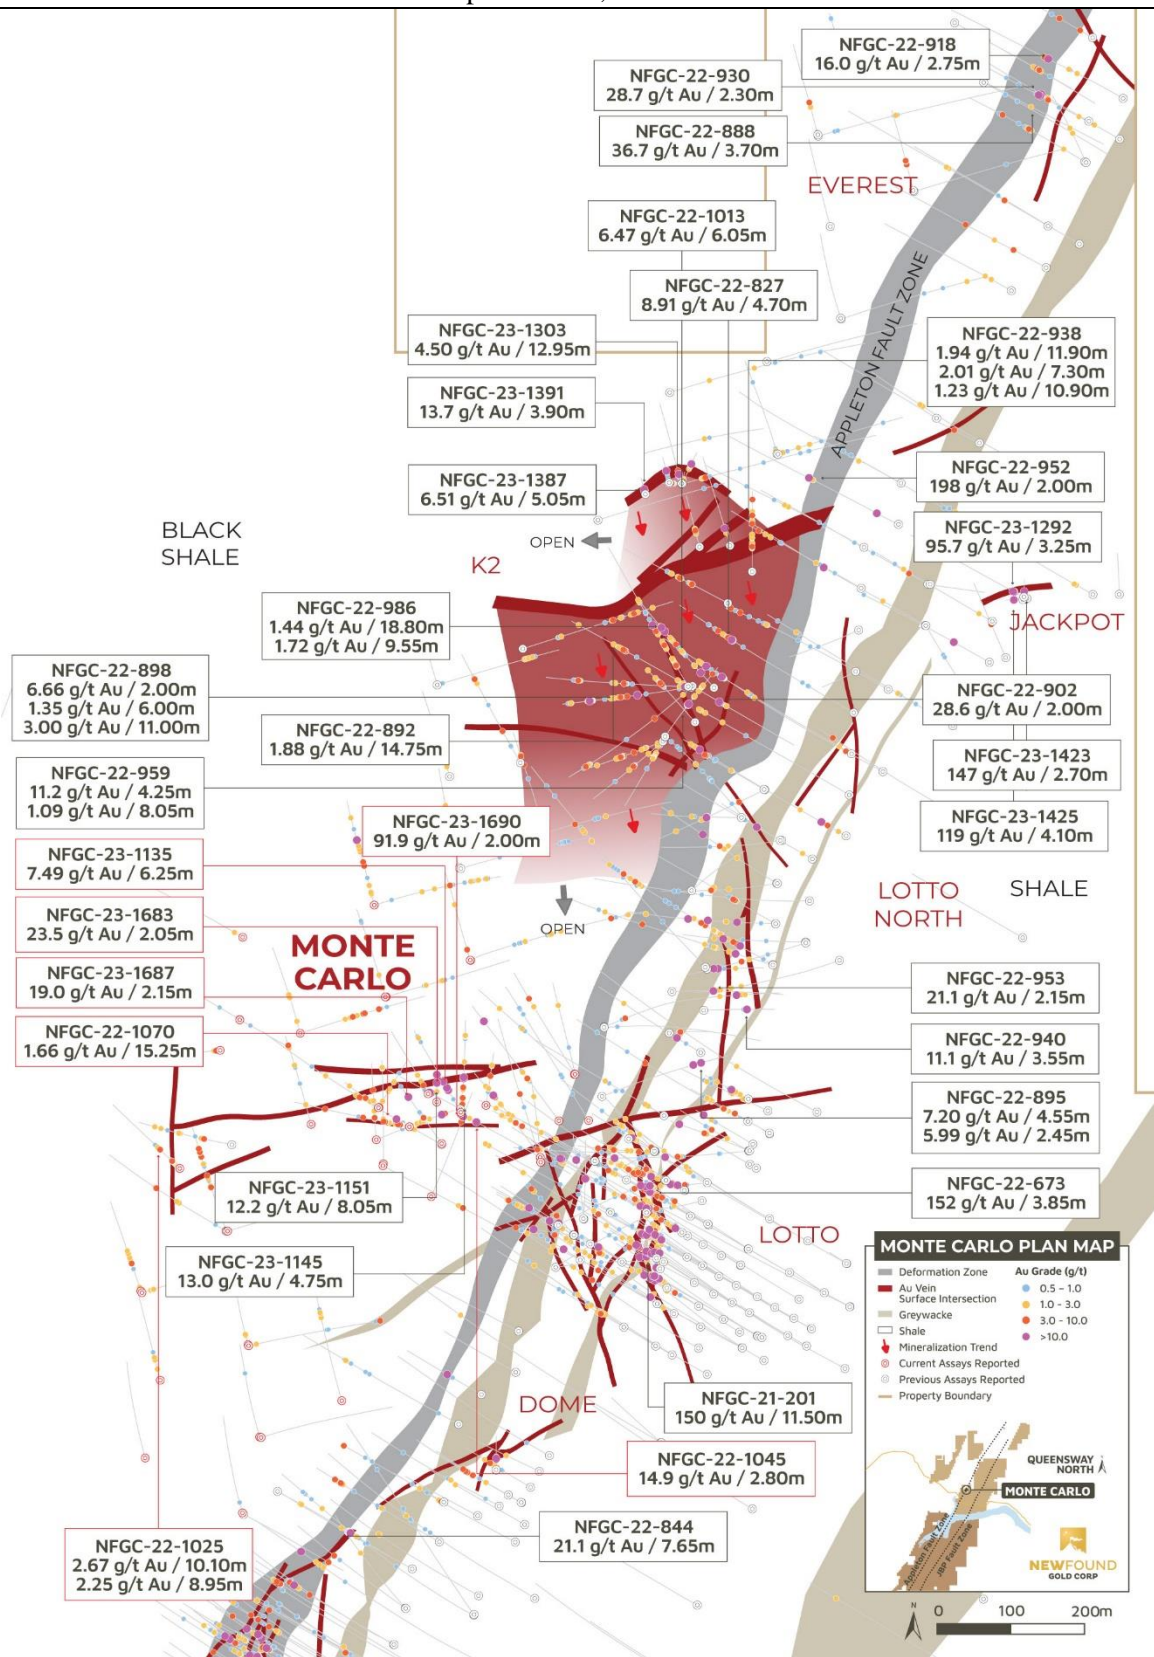 NFGC-22-918
16.0 g/t Au / 2.75m
NFGC-22-930
28.7 g/t Au / 2.30m
NFGC-22-888
36.7 g/t Au / 3.70m
EVEREST
NFGC-22-1013
6.47 g/t Au / 6.05m
NFGC-22-827
8.91 g/t Au / 4.70m
APPLETON FAULT ZONE
NFGC-23-1303
4.50 g/t Au / 12.95m
NFGC-22-938
1.94 g/t Au / 11.90m
2.01 g/t Au / 7.30m
1.23 g/t Au / 10.90m
NFGC-23-1391
13.7 g/t Au / 3.90m
NFGC-23-1387
6.51 g/t Au / 5.05m
NFGC-22-952
198 g/t Au / 2.00m
NFGC-23-1292
95.7 g/t Au / 3.25m
BLACK
SHALE
OPEN
K2
JACKPOT
NFGC-22-986
1.44 g/t Au / 18.80m
1.72 g/t Au / 9.55m
NFGC-22-898
6.66 g/t Au / 2.00m
1.35 g/t Au / 6.00m
3.00 g/t Au / 11.00m
NFGC-22-902
28.6 g/t Au / 2.00m
NFGC-22-892
1.88 g/t Au / 14.75m
NFGC-23-1423
147 g/t Au / 2.70m
NFGC-22-959
11.2 g/t Au / 4.25m
1.09 g/t Au / 8.05m
NFGC-23-1425
119 g/t Au / 4.10m
NFGC-23-1690
91.9 g/t Au / 2.00m
NFGC-23-1135
7.49 g/t Au / 6.25m
LOTTO
NORTH
SHALE
NFGC-23-1683
23.5 g/t Au / 2.05m
OPEN
MONTE
CARLO
NFGC-23-1687
19.0 g/t Au / 2.15m
NFGC-22-953
21.1 g/t Au / 2.15m
NFGC-22-1070
1.66 g/t Au / 15.25m
NFGC-22-940
11.1 g/t Au / 3.55m
NFGC-22-895
7.20 g/t Au / 4.55m
5.99 g/t Au / 2.45m
NFGC-23-1151
12.2 g/t Au / 8.05m
NFGC-22-673
152 g/t Au / 3.85m
LOTTO
NFGC-23-1145
13.0 g/t Au / 4.75m
MONTE CARLO PLAN MAP
Deformation Zone
Au Vein
Surface Intersection
Greywacke
Shale
Mineralization Trend
Current Assays Reported
Previous Assays Reported
Property Boundary
Au Grade (g/t)
0.5 - 1.0
1.0 - 3.0
3.0 - 10.0
>10.0
DOME
NFGC-21-201
150 g/t Au / 11.50m
NFGC-22-1045
14.9 g/t Au / 2.80m
QUEENSWAY
NORTH
MONTE CARLO
Appleton Fault Zone
JBP Fault Zone
NEWFOUND
GOLD CORP
NFGC-22-844
21.1 g/t Au / 7.65m
NFGC-22-1025
2.67 g/t Au / 10.10m
2.25 g/t Au / 8.95m
N
0 100 200m